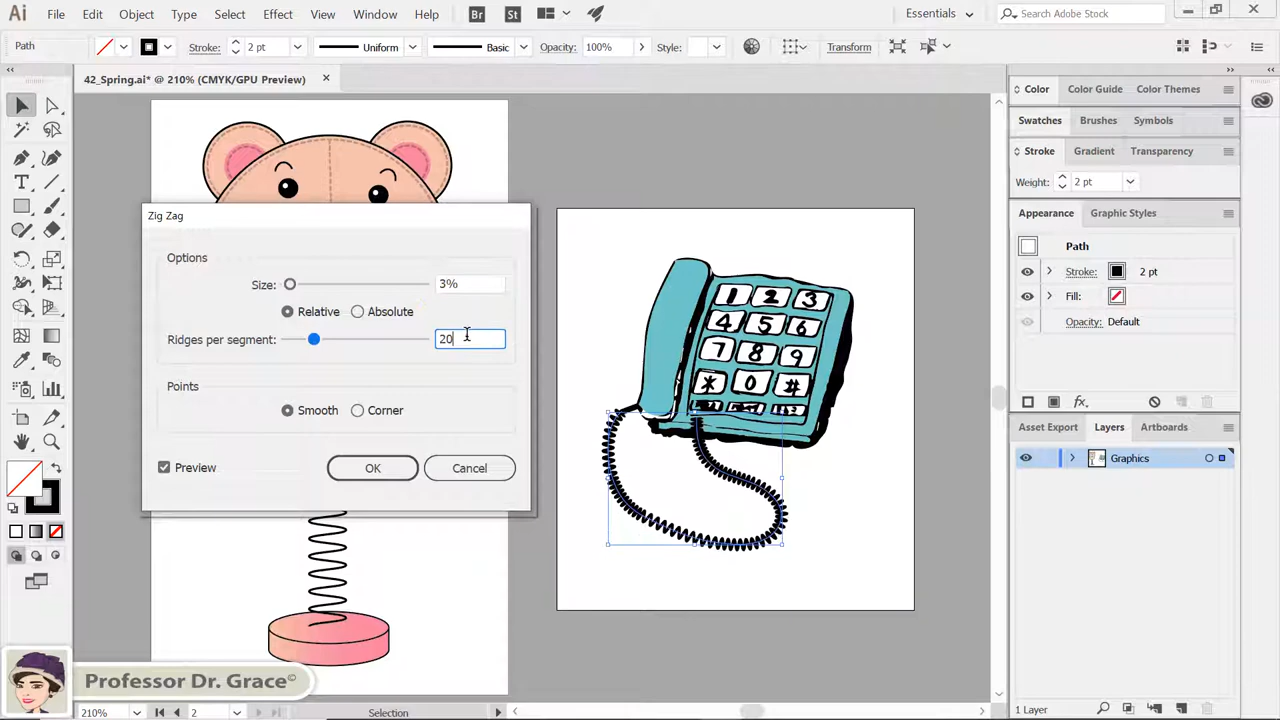 Ai File Edit Object Type Select Effect View Window Help Br St Essentials Search Adobe Stock
Path Stroke: 2 pt Uniform Basic Opacity: 100% Style: Transform
42_Spring.ai* @ 210% (CMYK/GPU Preview)
Color Color Guide Color Themes
Swatches Brushes Symbols
Stroke Gradient Transparency
Weight: 2 pt
Appearance Graphic Styles
Path
Stroke: 2 pt
Fill:
Opacity: Default
fx
Asset Export Layers Artboards
Graphics
1 Layer
Zig Zag
Options
Size: 3%
Relative Absolute
Ridges per segment: 20
Points
Smooth Corner
Preview OK Cancel
1 2 3
4 5 6
7 8 9
* 0 #
Professor Dr. Grace©
210% 2 Selection